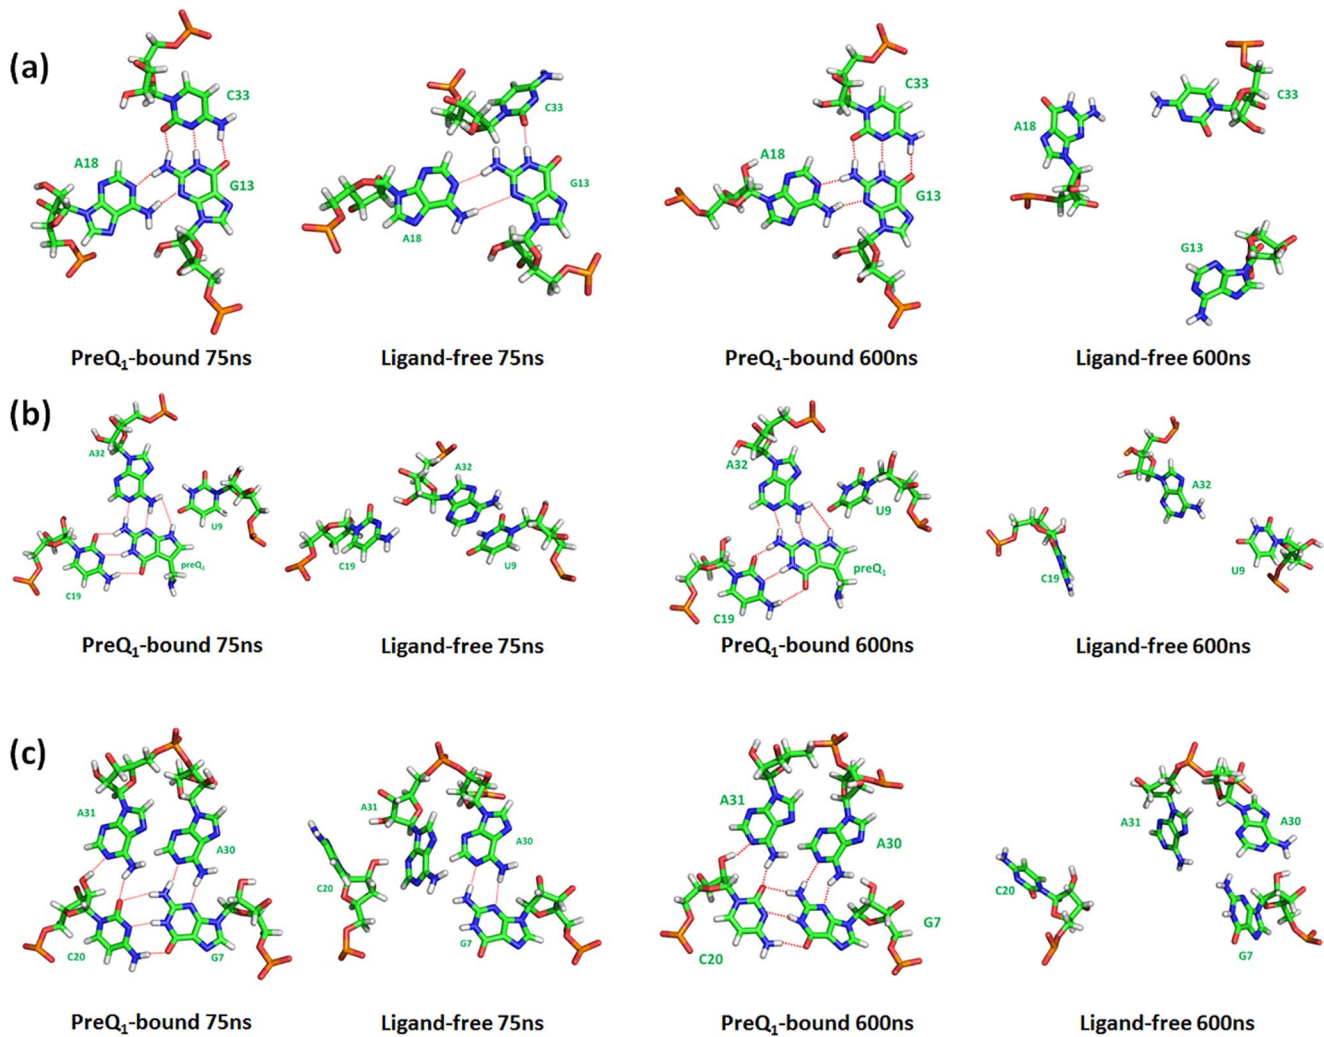 (a)
C33
A18
G13
C33
A18
G13
C33
A18
G13
A18
C33
G13
PreQ₁-bound 75ns
Ligand-free 75ns
PreQ₁-bound 600ns
Ligand-free 600ns
(b)
A32
U9
C19
preQ₁
A32
C19
U9
A32
U9
C19
preQ₁
A32
C19
U9
PreQ₁-bound 75ns
Ligand-free 75ns
PreQ₁-bound 600ns
Ligand-free 600ns
(c)
A31
A30
C20
G7
A31
A30
C20
G7
A31
A30
C20
G7
A31
A30
C20
G7
PreQ₁-bound 75ns
Ligand-free 75ns
PreQ₁-bound 600ns
Ligand-free 600ns